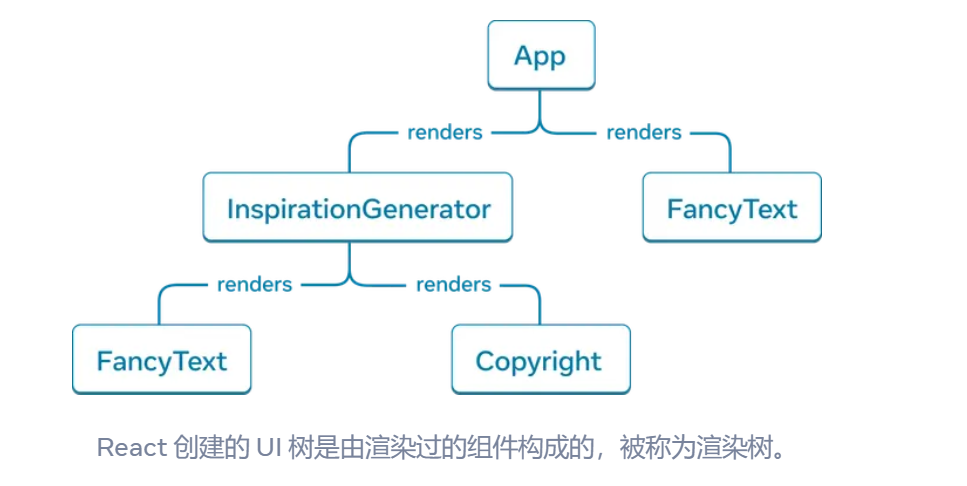 App
renders
renders
InspirationGenerator
FancyText
renders
renders
FancyText
Copyright
React 创建的 UI 树是由渲染过的组件构成的，被称为渲染树。